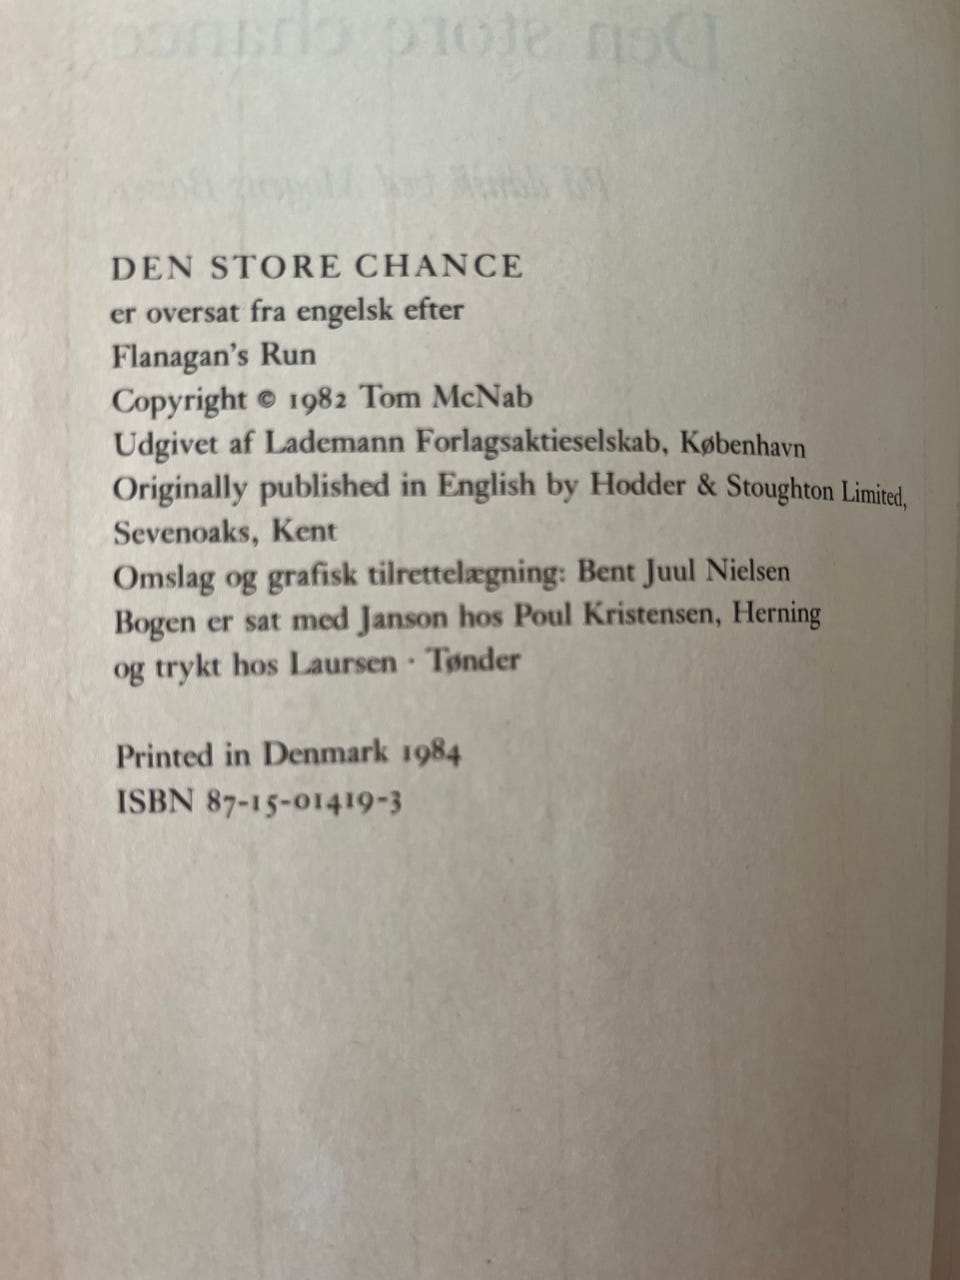 Den store chance
DEN STORE CHANCE
er oversat fra engelsk efter
Flanagan's Run
Copyright © 1982 Tom McNab
Udgivet af Lademann Forlagsaktieselskab, København
Originally published in English by Hodder & Stoughton Limited,
Sevenoaks, Kent
Omslag og grafisk tilrettelægning: Bent Juul Nielsen
Bogen er sat med Janson hos Poul Kristensen, Herning
og trykt hos Laursen · Tønder
Printed in Denmark 1984
ISBN 87-15-01419-3